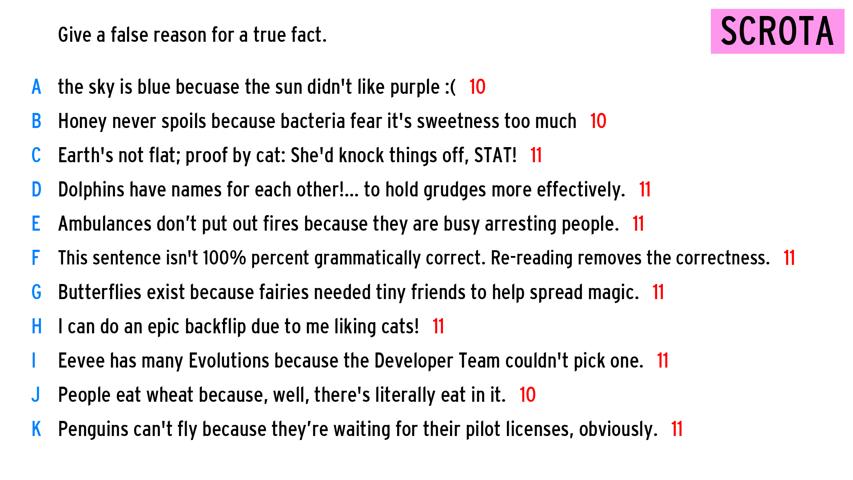 Give a false reason for a true fact.
SCROTA
A the sky is blue becuase the sun didn't like purple :( 10
B Honey never spoils because bacteria fear it's sweetness too much 10
C Earth's not flat; proof by cat: She'd knock things off, STAT! 11
D Dolphins have names for each other!... to hold grudges more effectively. 11
E Ambulances don’t put out fires because they are busy arresting people. 11
F This sentence isn't 100% percent grammatically correct. Re-reading removes the correctness. 11
G Butterflies exist because fairies needed tiny friends to help spread magic. 11
H I can do an epic backflip due to me liking cats! 11
I Eevee has many Evolutions because the Developer Team couldn't pick one. 11
J People eat wheat because, well, there's literally eat in it. 10
K Penguins can't fly because they’re waiting for their pilot licenses, obviously. 11